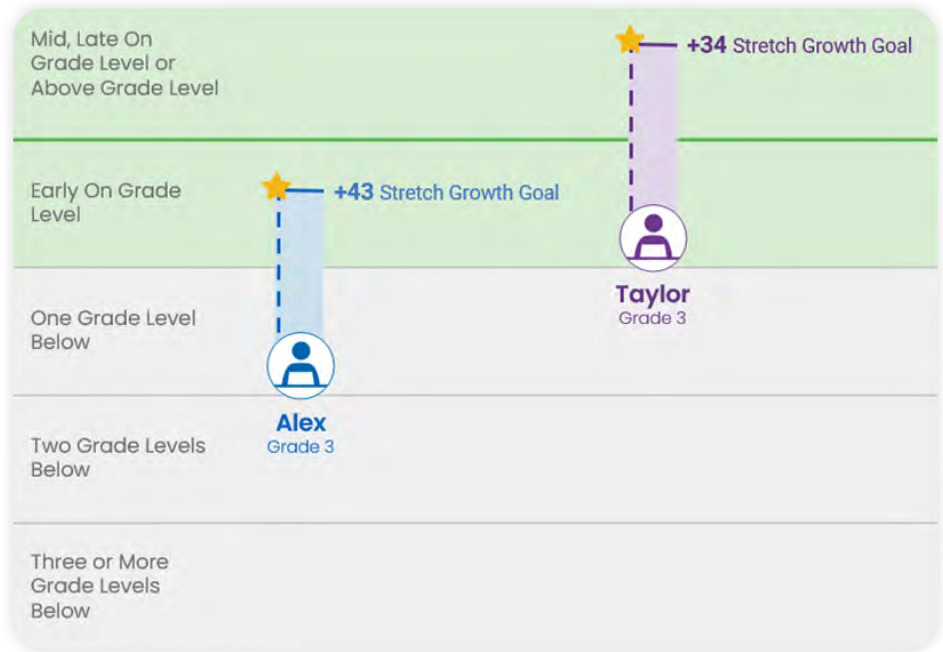 Mid, Late On
Grade Level or
Above Grade Level
+34 Stretch Growth Goal
Early On Grade
Level
+43 Stretch Growth Goal
Taylor
Grade 3
One Grade Level
Below
Alex
Grade 3
Two Grade Levels
Below
Three or More
Grade Levels
Below